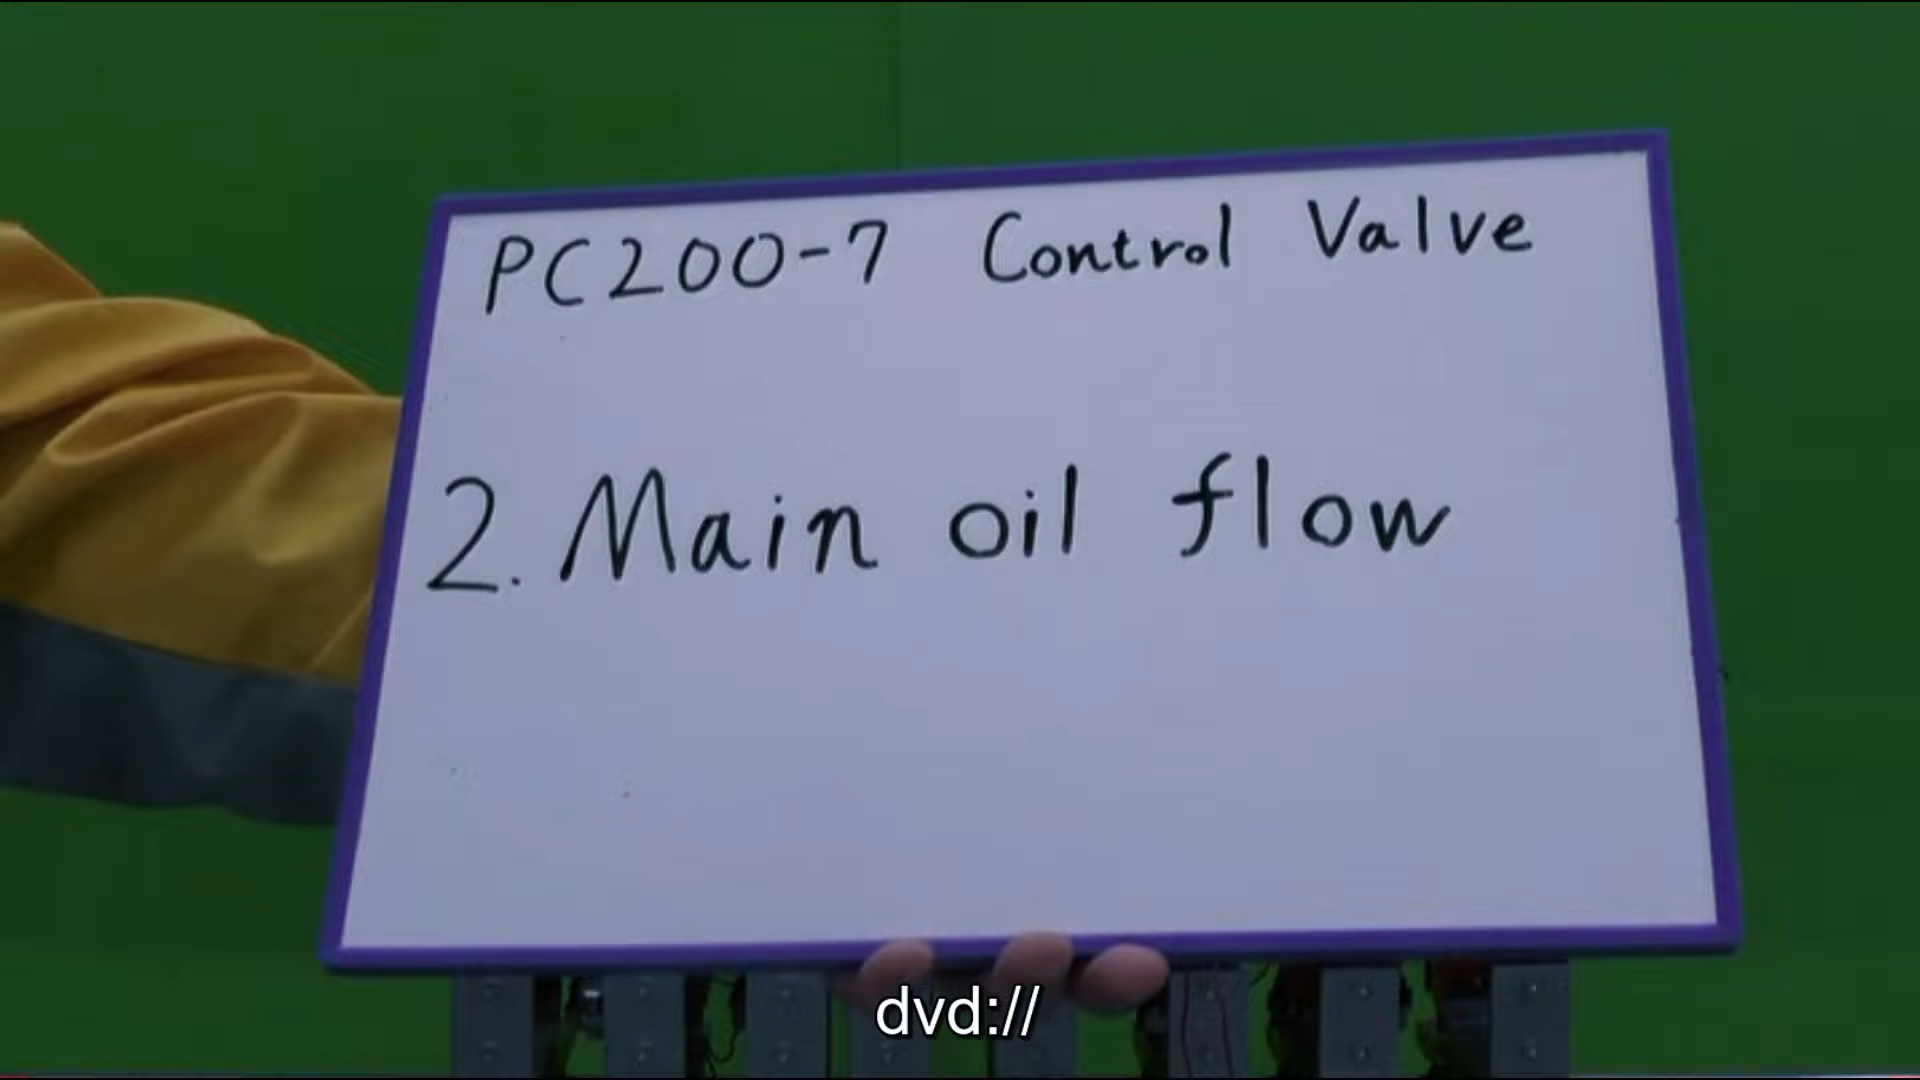 PC200-7 Control Valve
2. Main oil flow
dvd://